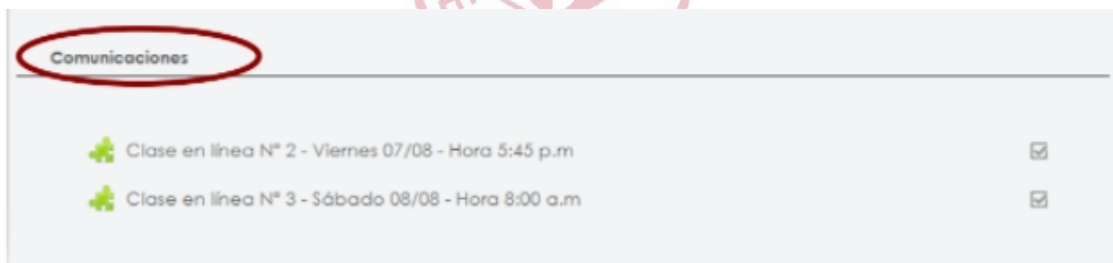 Comunicaciones
Clase en línea N° 2 - Viernes 07/08 - Hora 5:45 p.m
Clase en línea N° 3 - Sábado 08/08 - Hora 8:00 a.m